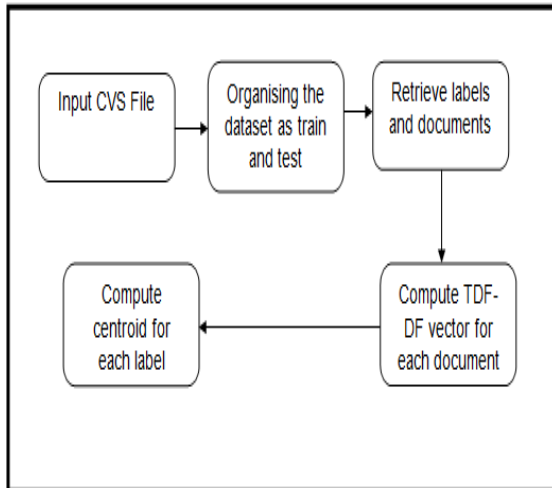 Input CVS File
Organising the
dataset as train
and test
Retrieve labels
and documents
Compute TDF-
DF vector for
each document
Compute
centroid for
each label